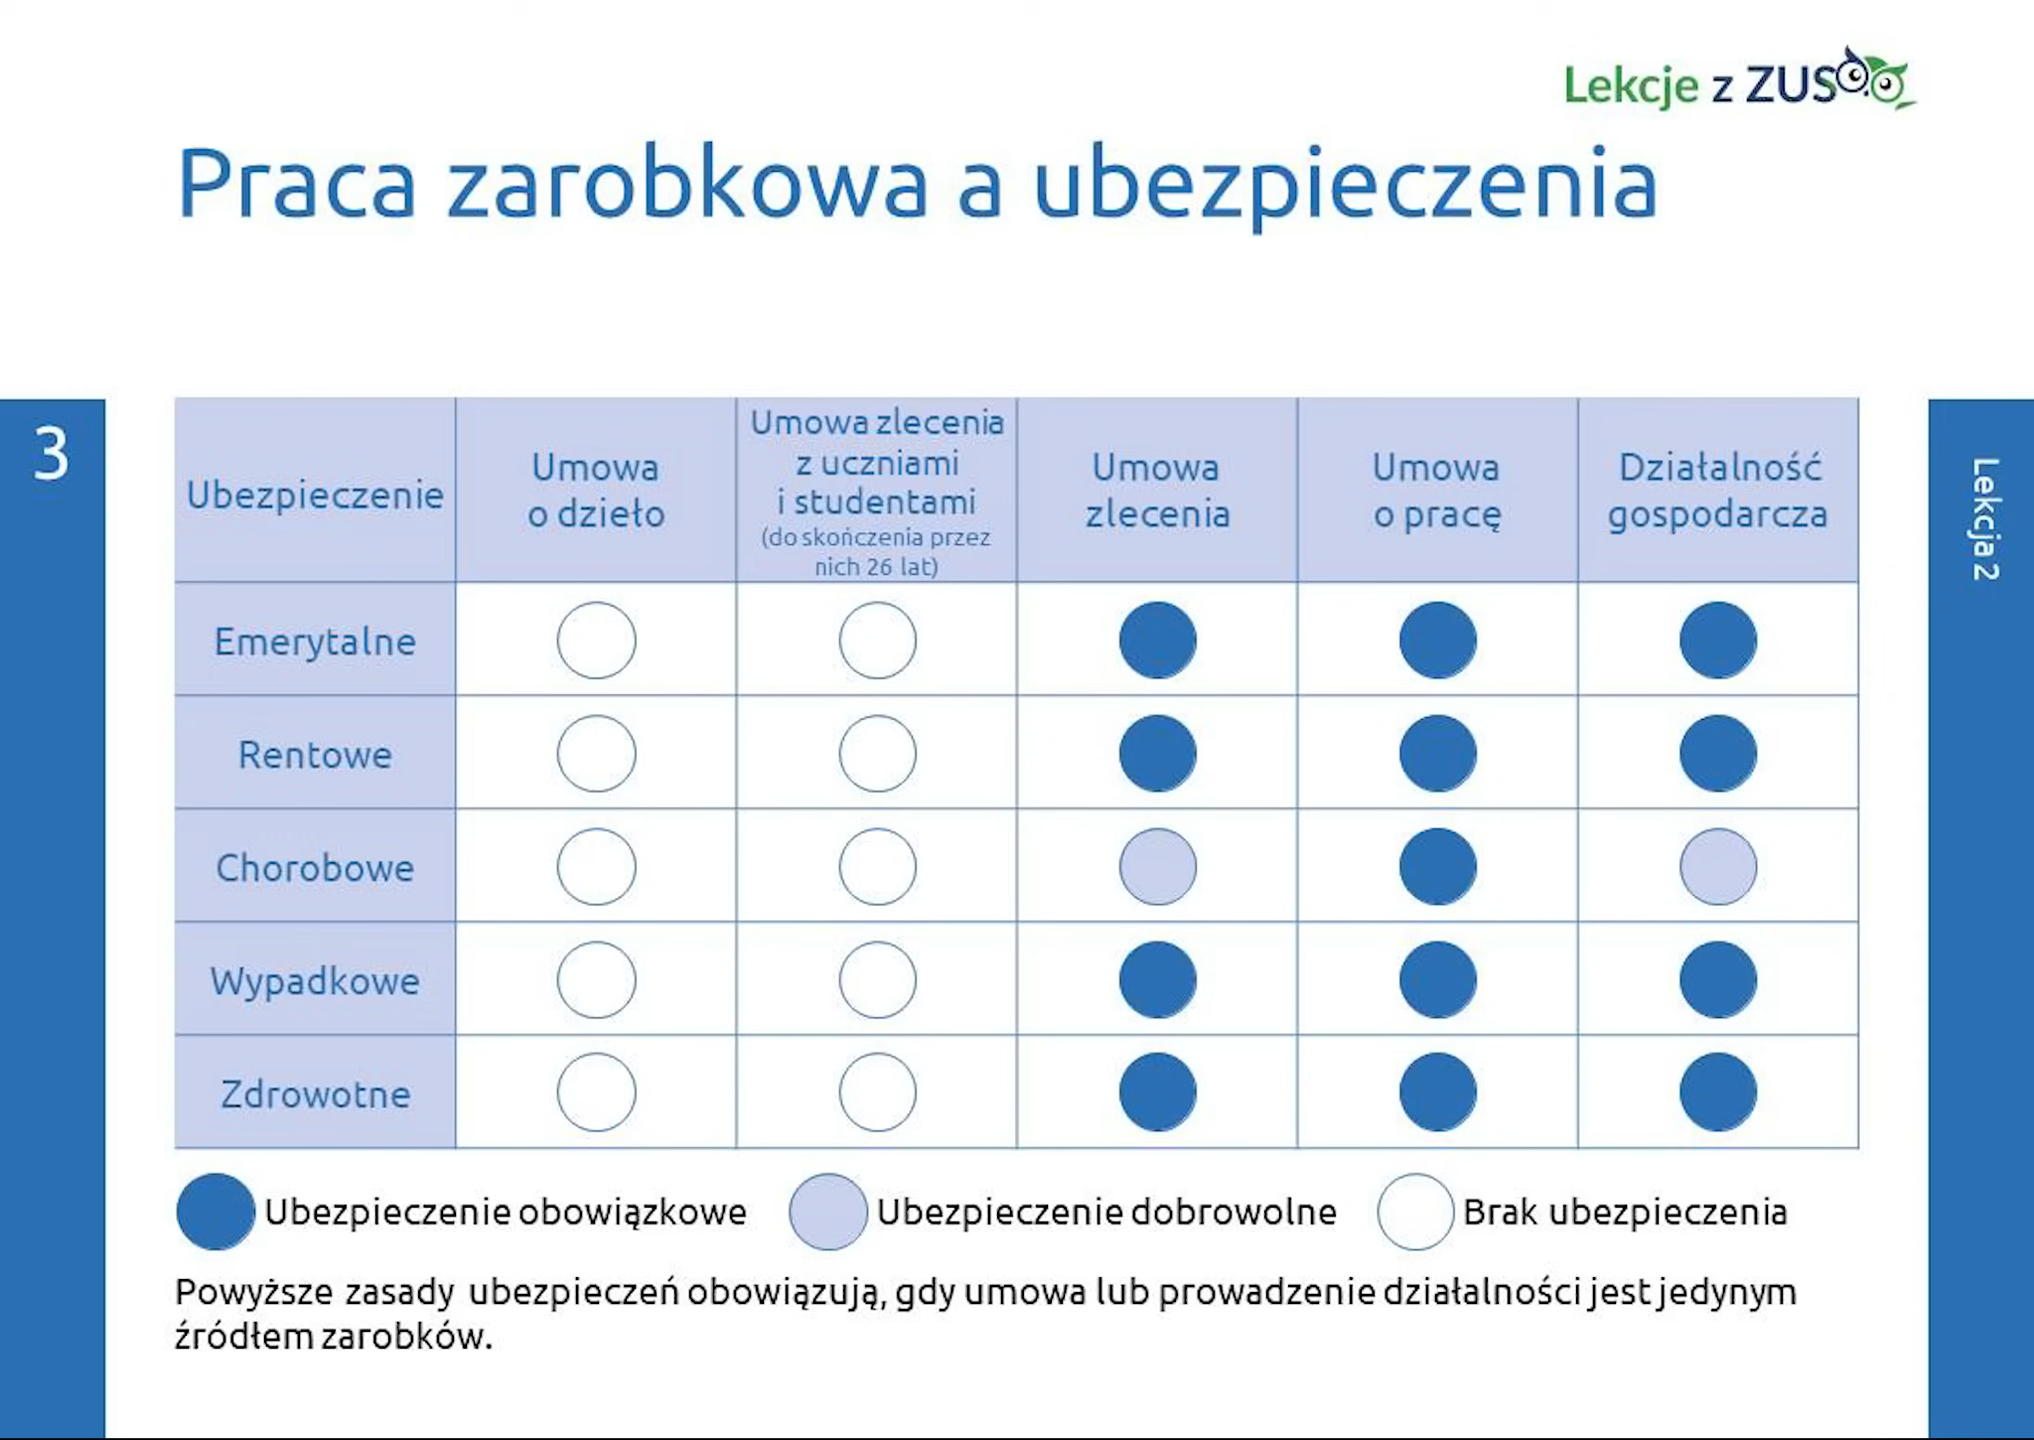 Lekcje z ZUS
Praca zarobkowa a ubezpieczenia
3
Lekcja 2
Ubezpieczenie
Umowa
o dzieło
Umowa zlecenia
z uczniami
i studentami
(do skończenia przez
nich 26 lat)
Umowa
zlecenia
Umowa
o pracę
Działalność
gospodarcza
Emerytalne
Rentowe
Chorobowe
Wypadkowe
Zdrowotne
Ubezpieczenie obowiązkowe
Ubezpieczenie dobrowolne
Brak ubezpieczenia
Powyższe zasady ubezpieczeń obowiązują, gdy umowa lub prowadzenie działalności jest jedynym
źródłem zarobków.